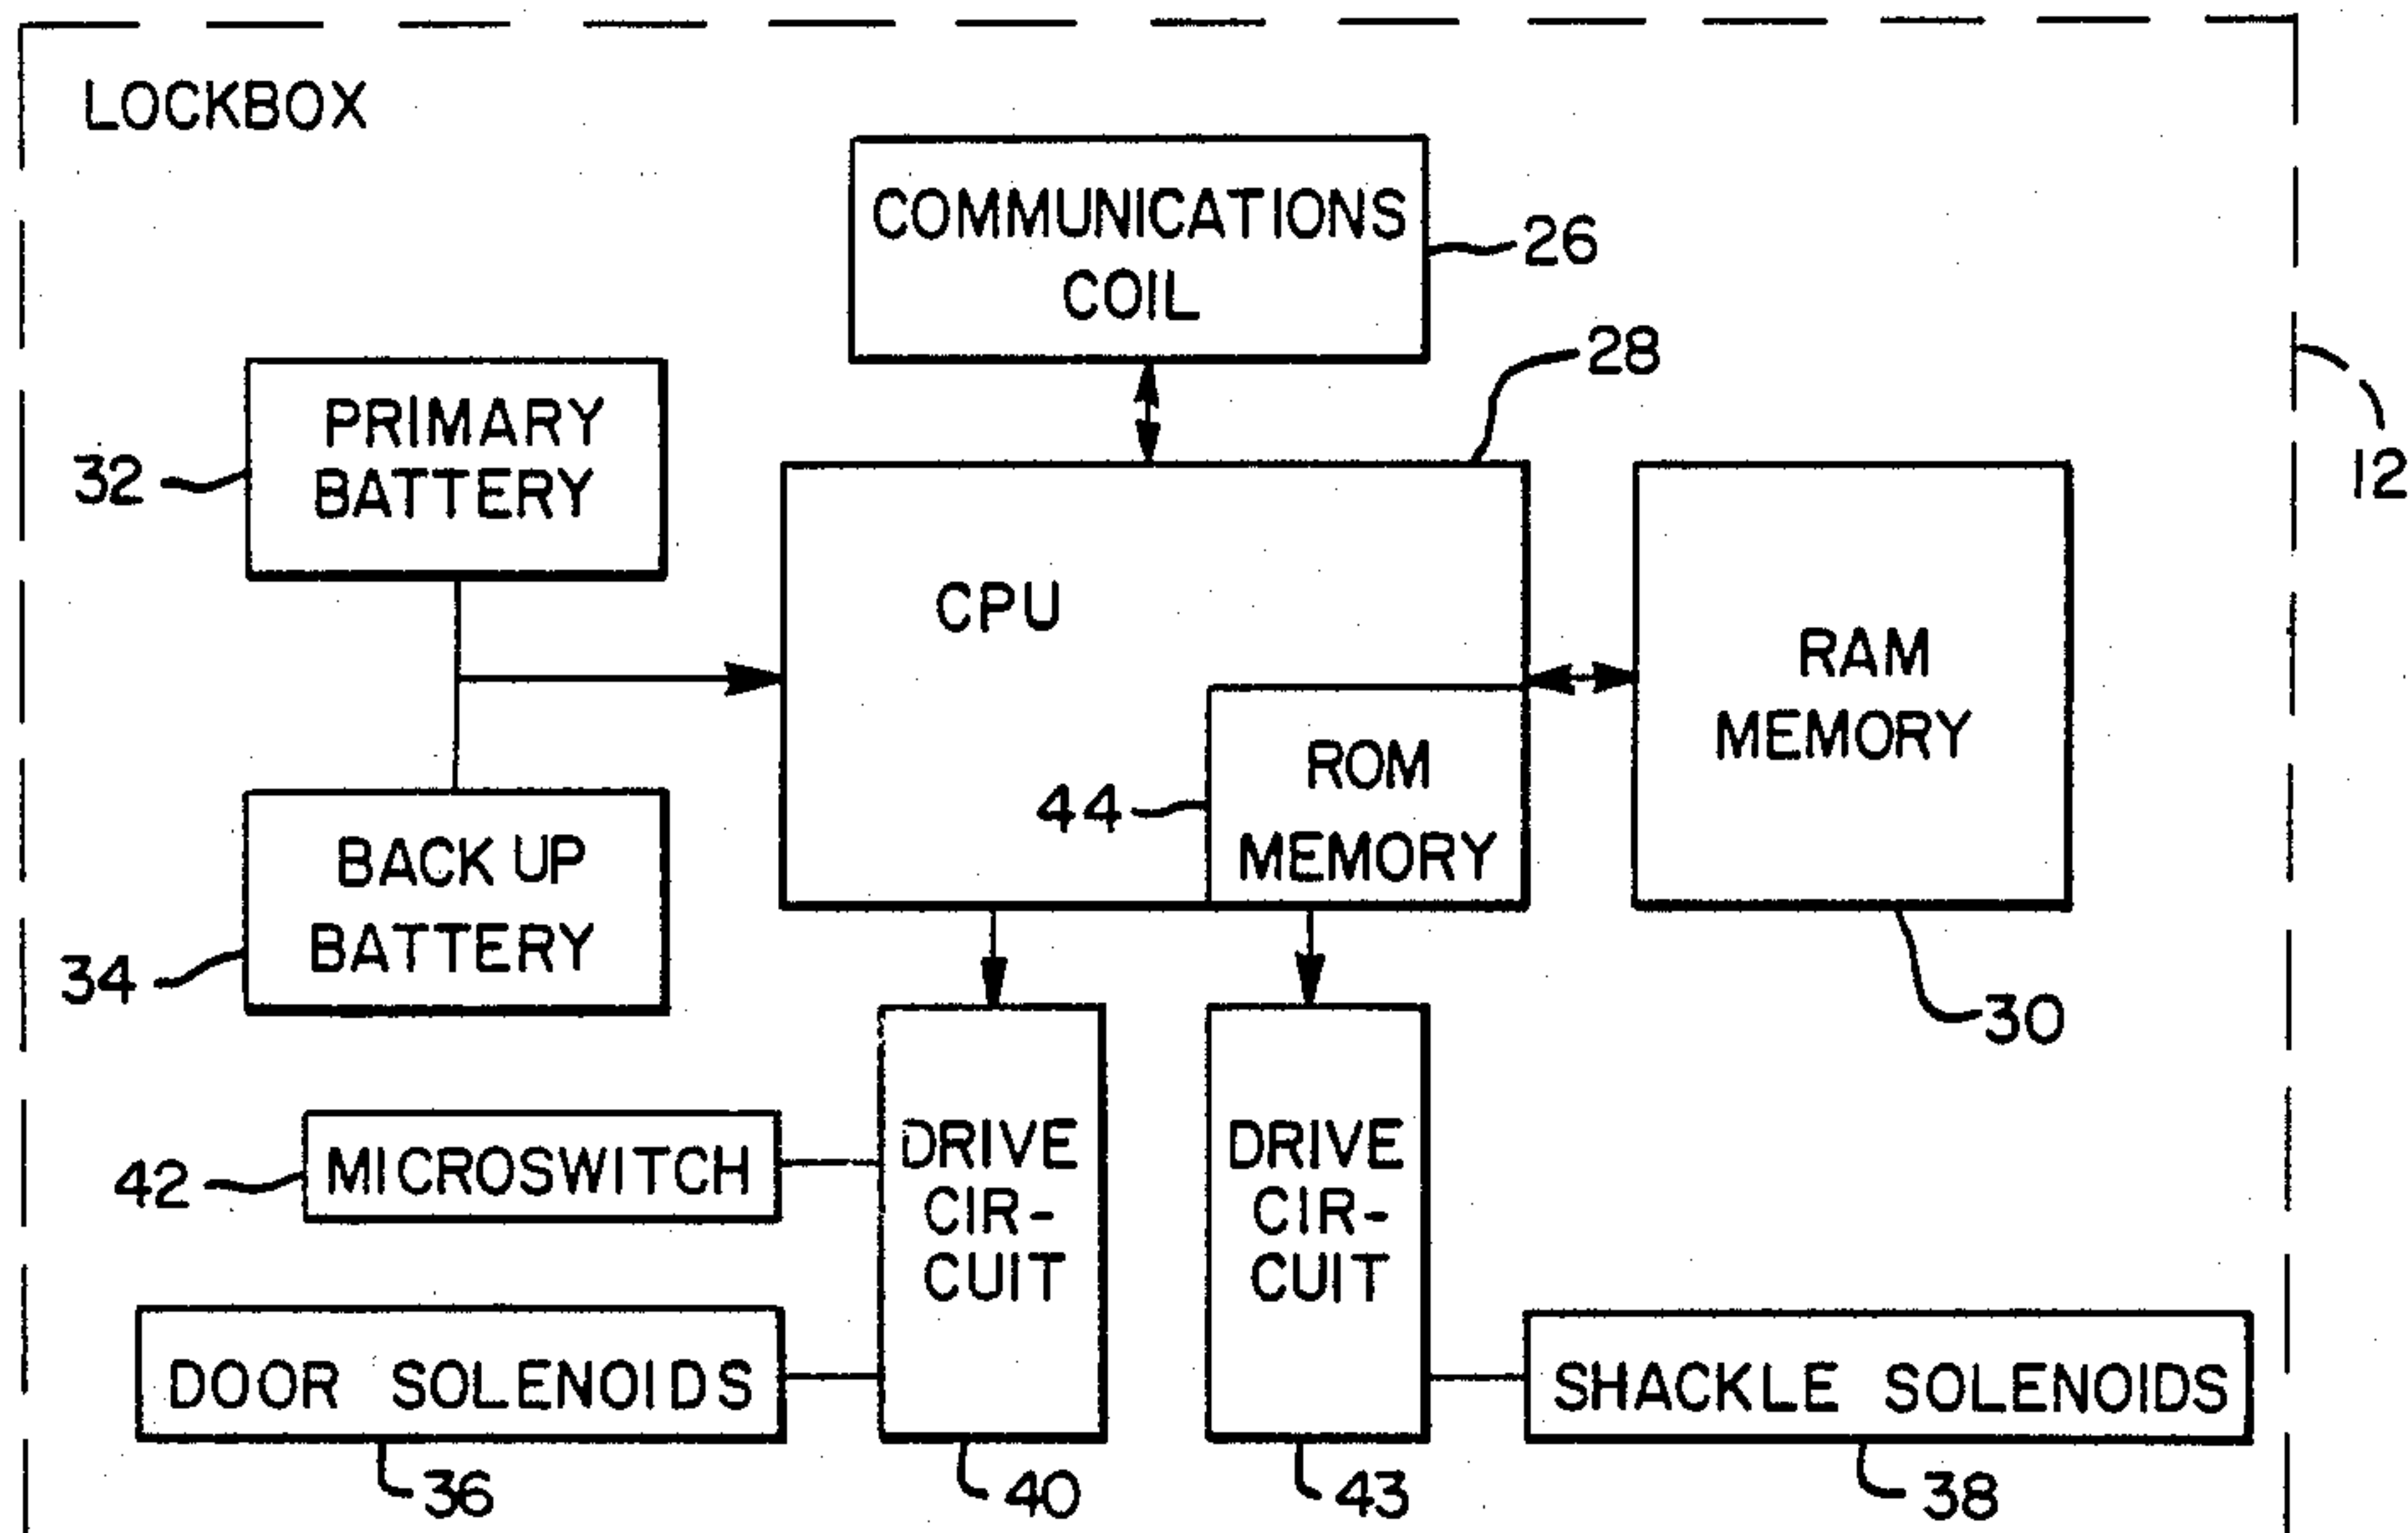 LOCKBOX
COMMUNICATIONS
COIL
26
28
PRIMARY
BATTERY
32
12
CPU
RAM
MEMORY
ROM
MEMORY
44
BACK UP
BATTERY
34
30
MICROSWITCH
42
DRIVE
CIR-
CUIT
DRIVE
CIR-
CUIT
DOOR SOLENOIDS
SHACKLE SOLENOIDS
36
40
43
38